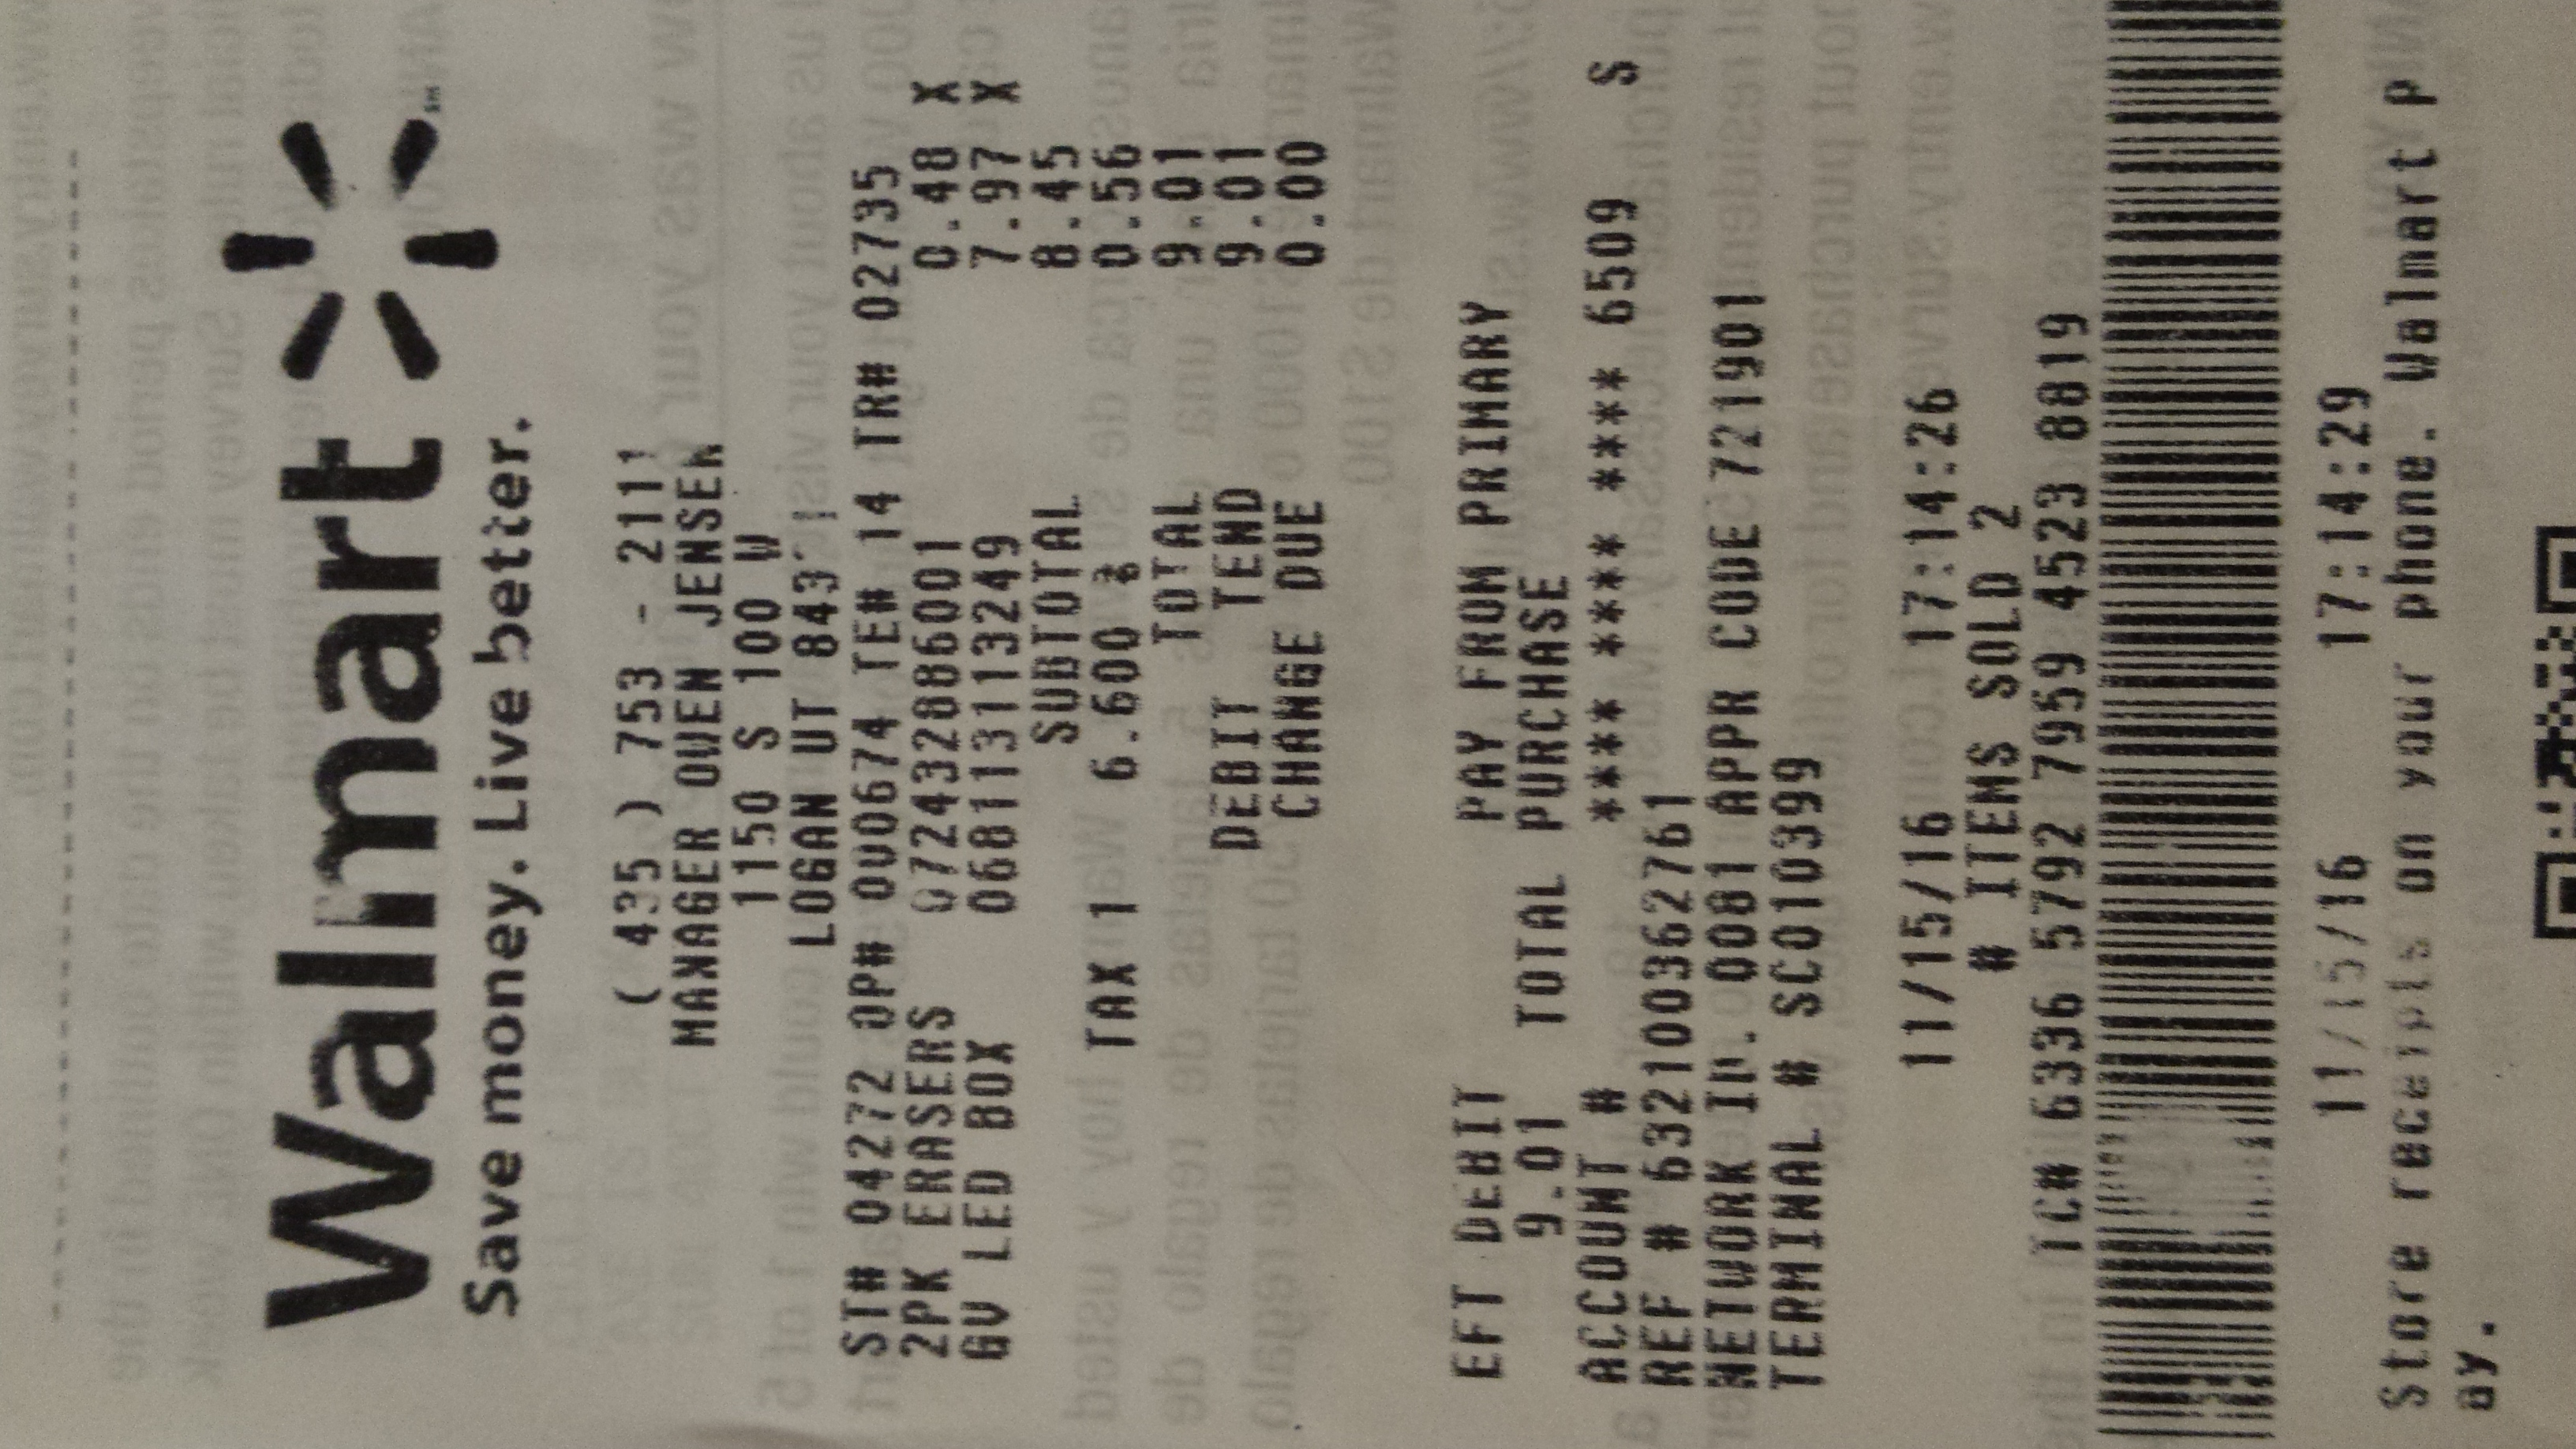 Walmart
Save money. Live better.
( 435 ) 753 - 2111
MANAGER OWEN JENSEN
1150 S 100 W
LOGAN UT
ST# 04272 OP# 000674 TE# 14 TR# 02735
2PK ERASERS 072432886001 0.48 X
GV LED BOX 068113113249 7.97 X
SUBTOTAL 8.45
TAX 1 6.600 % 0.56
TOTAL 9.01
DEBIT TEND 9.01
CHANGE DUE 0.00
EFT DEBIT PAY FROM PRIMARY
9.01 TOTAL PURCHASE
ACCOUNT # **** **** **** 6509 S
REF # 632100362761
NETWORK ID. 0081 APPR CODE 721901
TERMINAL # SC010399
11/15/16 17:14:26
# ITEMS SOLD 2
TC# 6336 5792 7959 4523 8819
11/15/16 17:14:29
Store receipts on your phone. Walmart P
ay.